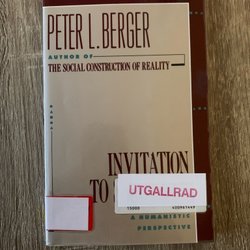 PETER L. BERGER
AUTHOR OF
THE SOCIAL CONSTRUCTION OF REALITY
INVITATION
TO
UTGALLRAD
A HUMANISTIC
PERSPECTIVE